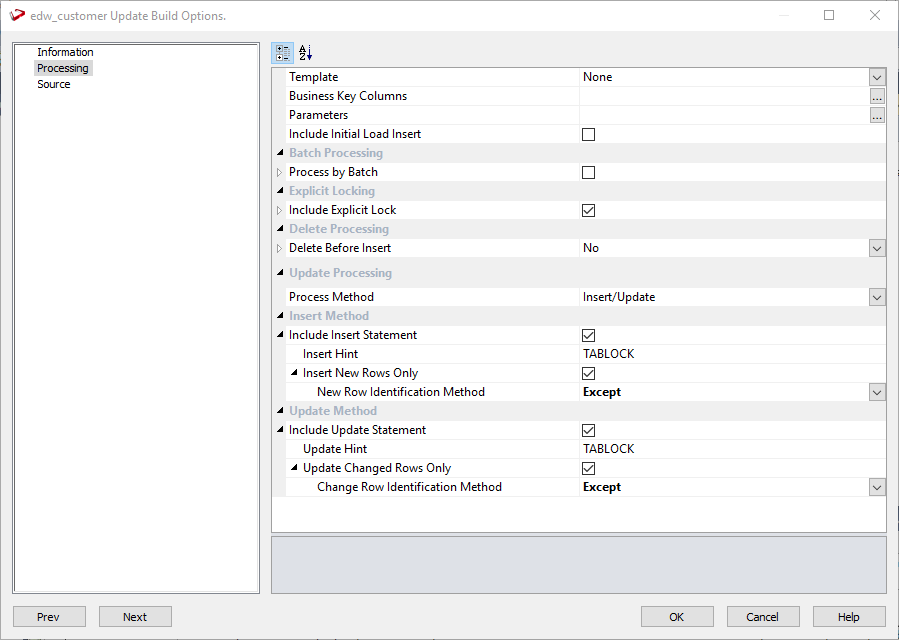 edw_customer Update Build Options.
Information
Processing
Source
Template None
Business Key Columns
...
Parameters
...
Include Initial Load Insert
Batch Processing
Process by Batch
Explicit Locking
Include Explicit Lock
Delete Processing
Delete Before Insert No
Update Processing
Process Method Insert/Update
Insert Method
Include Insert Statement
Insert Hint TABLOCK
Insert New Rows Only
New Row Identification Method Except
Update Method
Include Update Statement
Update Hint TABLOCK
Update Changed Rows Only
Change Row Identification Method Except
Prev Next OK Cancel Help